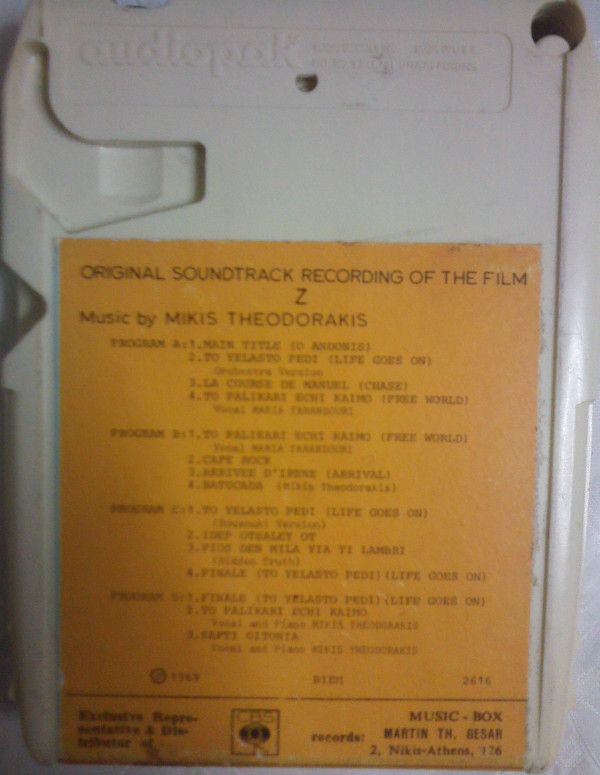 audiopak
ORIGINAL SOUNDTRACK RECORDING OF THE FILM
Z
Music by MIKIS THEODORAKIS
PROGRAM A:1.MAIN TITLE (O ANDONIS)
2.TO YELASTO PEDI (LIFE GOES ON)
Orchestra Version
3.LA COURSE DE MANUEL (CHASE)
4.TO PALIKARI ECHI KAIMO (FREE WORLD)
Vocal MARIA FARANDOURI
PROGRAM B:1.TO PALIKARI ECHI KAIMO (FREE WORLD)
Vocal MARIA FARANDOURI
2.CAFE ROCK
3.ARRIVEE D'IRENE (ARRIVAL)
4.BATUCADA (Mikis Theodorakis)
PROGRAM C:1.TO YELASTO PEDI (LIFE GOES ON)
(Bouzouki Version)
2.IDEP OTSALEY OT
3.PIOS DEN MILA YIA TI LAMBRI
(Hidden Truth)
4.FINALE (TO YELASTO PEDI)(LIFE GOES ON)
PROGRAM D:1.FINALE (TO YELASTO PEDI)(LIFE GOES ON)
2.TO PALIKARI ECHI KAIMO
Vocal and Piano MIKIS THEODORAKIS
3.SAFTI GITONIA
Vocal and Piano MIKIS THEODORAKIS
Ⓟ 1969 BIEM 2616
Exclusive Repre-
sentative & Dis-
tributor of
CBS
records:
MUSIC - BOX
MARTIN TH. GESAR
2, Nikis-Athens, 126